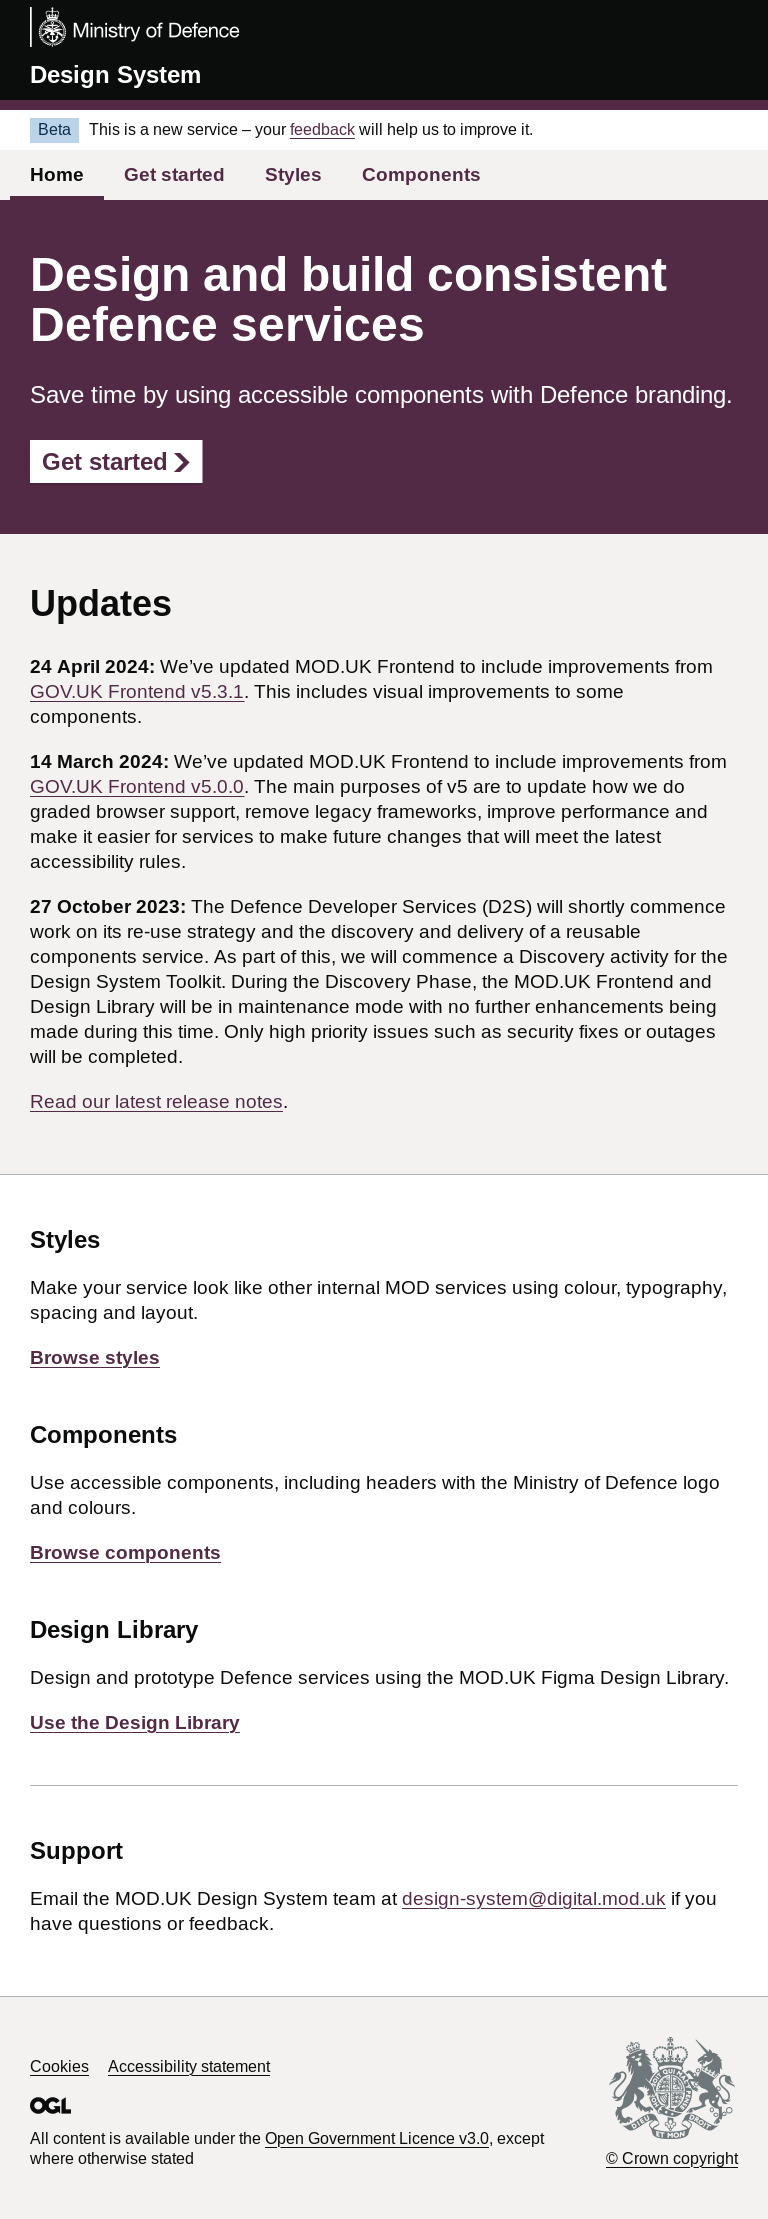 Ministry of Defence
Design System
Beta This is a new service – your feedback will help us to improve it.
Home Get started Styles Components
Design and build consistent
Defence services
Save time by using accessible components with Defence branding.
Get started
Updates
24 April 2024: We’ve updated MOD.UK Frontend to include improvements from
GOV.UK Frontend v5.3.1. This includes visual improvements to some
components.
14 March 2024: We’ve updated MOD.UK Frontend to include improvements from
GOV.UK Frontend v5.0.0. The main purposes of v5 are to update how we do
graded browser support, remove legacy frameworks, improve performance and
make it easier for services to make future changes that will meet the latest
accessibility rules.
27 October 2023: The Defence Developer Services (D2S) will shortly commence
work on its re-use strategy and the discovery and delivery of a reusable
components service. As part of this, we will commence a Discovery activity for the
Design System Toolkit. During the Discovery Phase, the MOD.UK Frontend and
Design Library will be in maintenance mode with no further enhancements being
made during this time. Only high priority issues such as security fixes or outages
will be completed.
Read our latest release notes.
Styles
Make your service look like other internal MOD services using colour, typography,
spacing and layout.
Browse styles
Components
Use accessible components, including headers with the Ministry of Defence logo
and colours.
Browse components
Design Library
Design and prototype Defence services using the MOD.UK Figma Design Library.
Use the Design Library
Support
Email the MOD.UK Design System team at design-system@digital.mod.uk if you
have questions or feedback.
Cookies Accessibility statement
OGL
All content is available under the Open Government Licence v3.0, except
where otherwise stated
DIEU ET MON DROIT
© Crown copyright